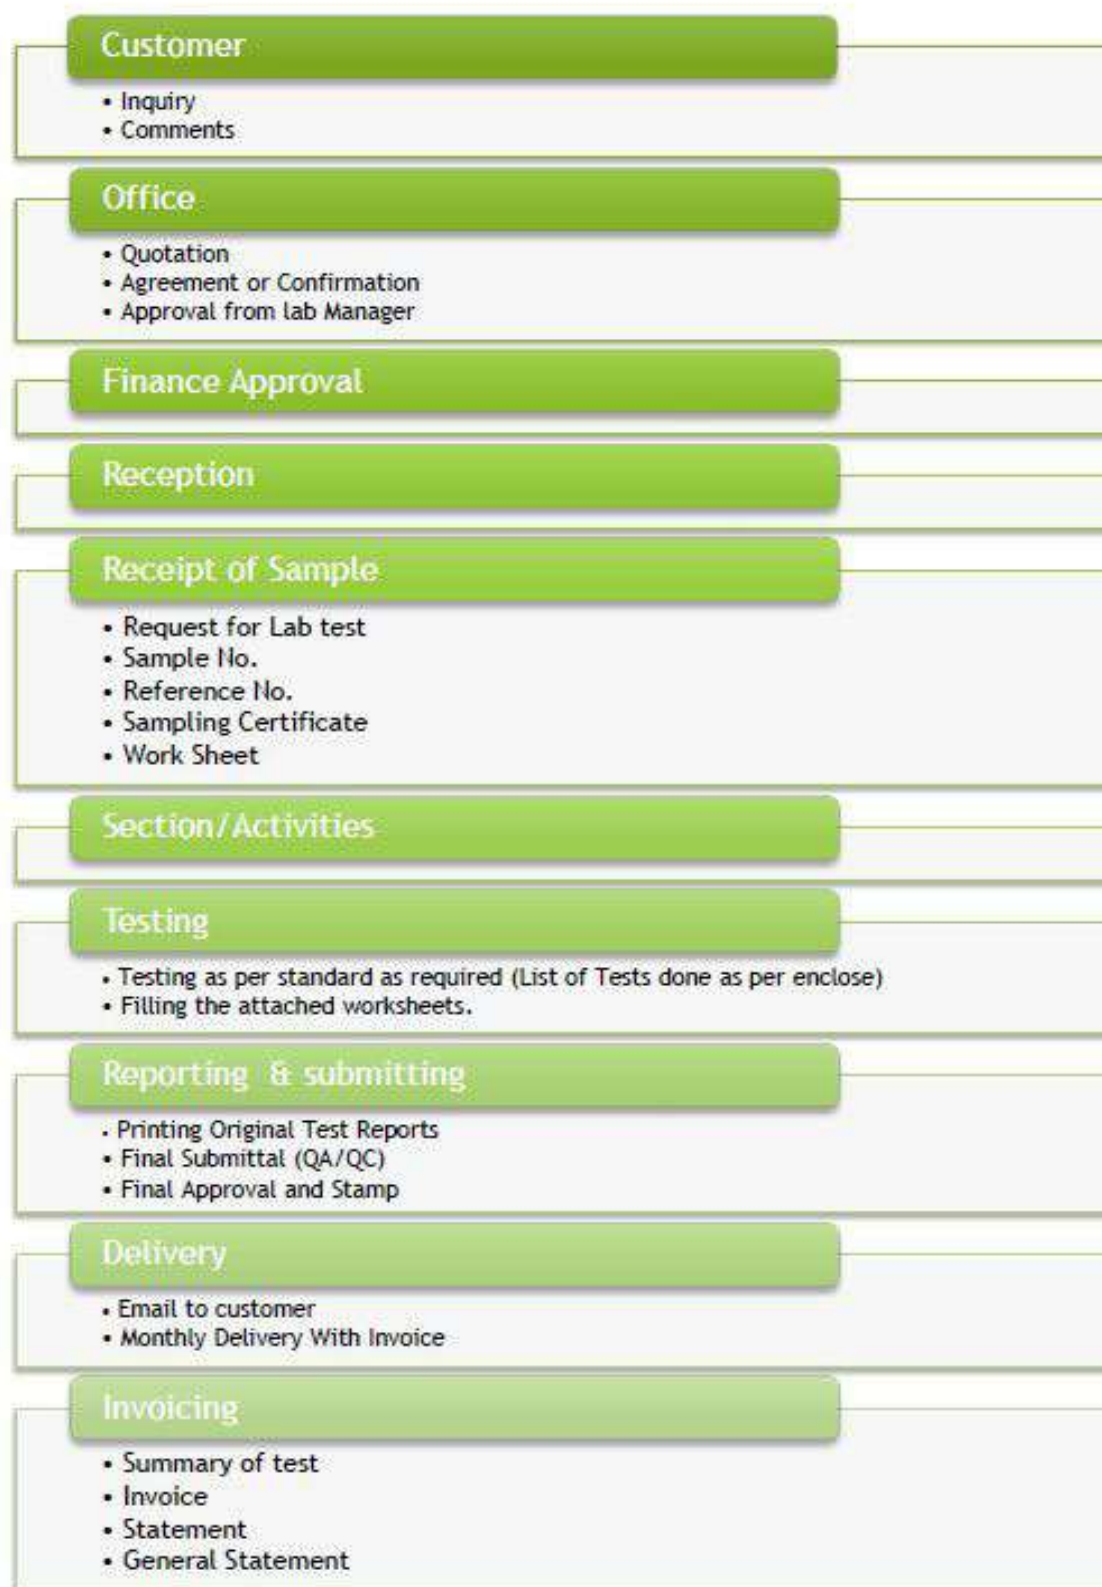 Customer
• Inquiry
• Comments
Office
• Quotation
• Agreement or Confirmation
• Approval from lab Manager
Finance Approval
Reception
Receipt of Sample
• Request for Lab test
• Sample No.
• Reference No.
• Sampling Certificate
• Work Sheet
Section/Activities
Testing
• Testing as per standard as required (List of Tests done as per enclose)
• Filling the attached worksheets.
Reporting & submitting
• Printing Original Test Reports
• Final Submittal (QA/QC)
• Final Approval and Stamp
Delivery
• Email to customer
• Monthly Delivery With Invoice
Invoicing
• Summary of test
• Invoice
• Statement
• General Statement